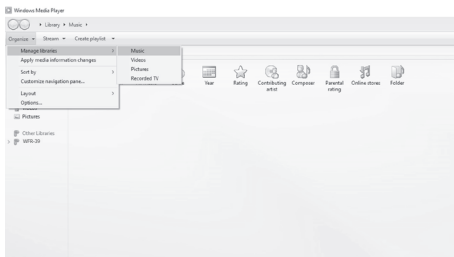 Windows Media Player
Library ▸ Music ▸
Organize Stream Create playlist
Manage libraries Music
Apply media information changes Videos
Sort by Pictures
Customize navigation pane... Recorded TV
Layout
Options...
Year Rating Contributing artist Composer Parental rating Online stores Folder
Pictures
Other Libraries
WFR-39